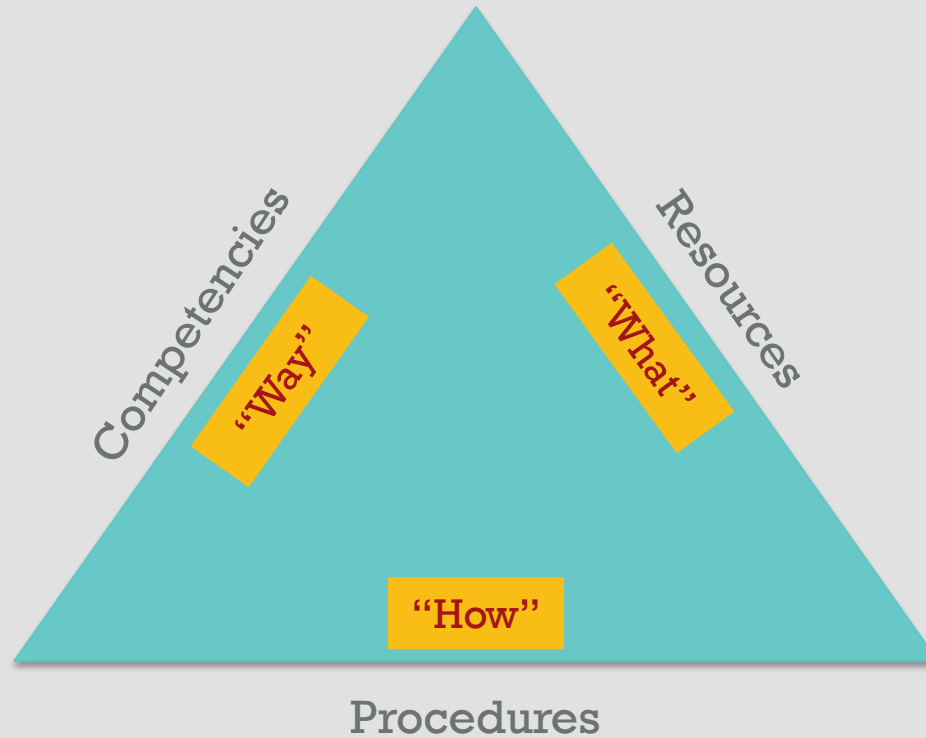 Competencies
Resources
“Way”
“What”
“How”
Procedures